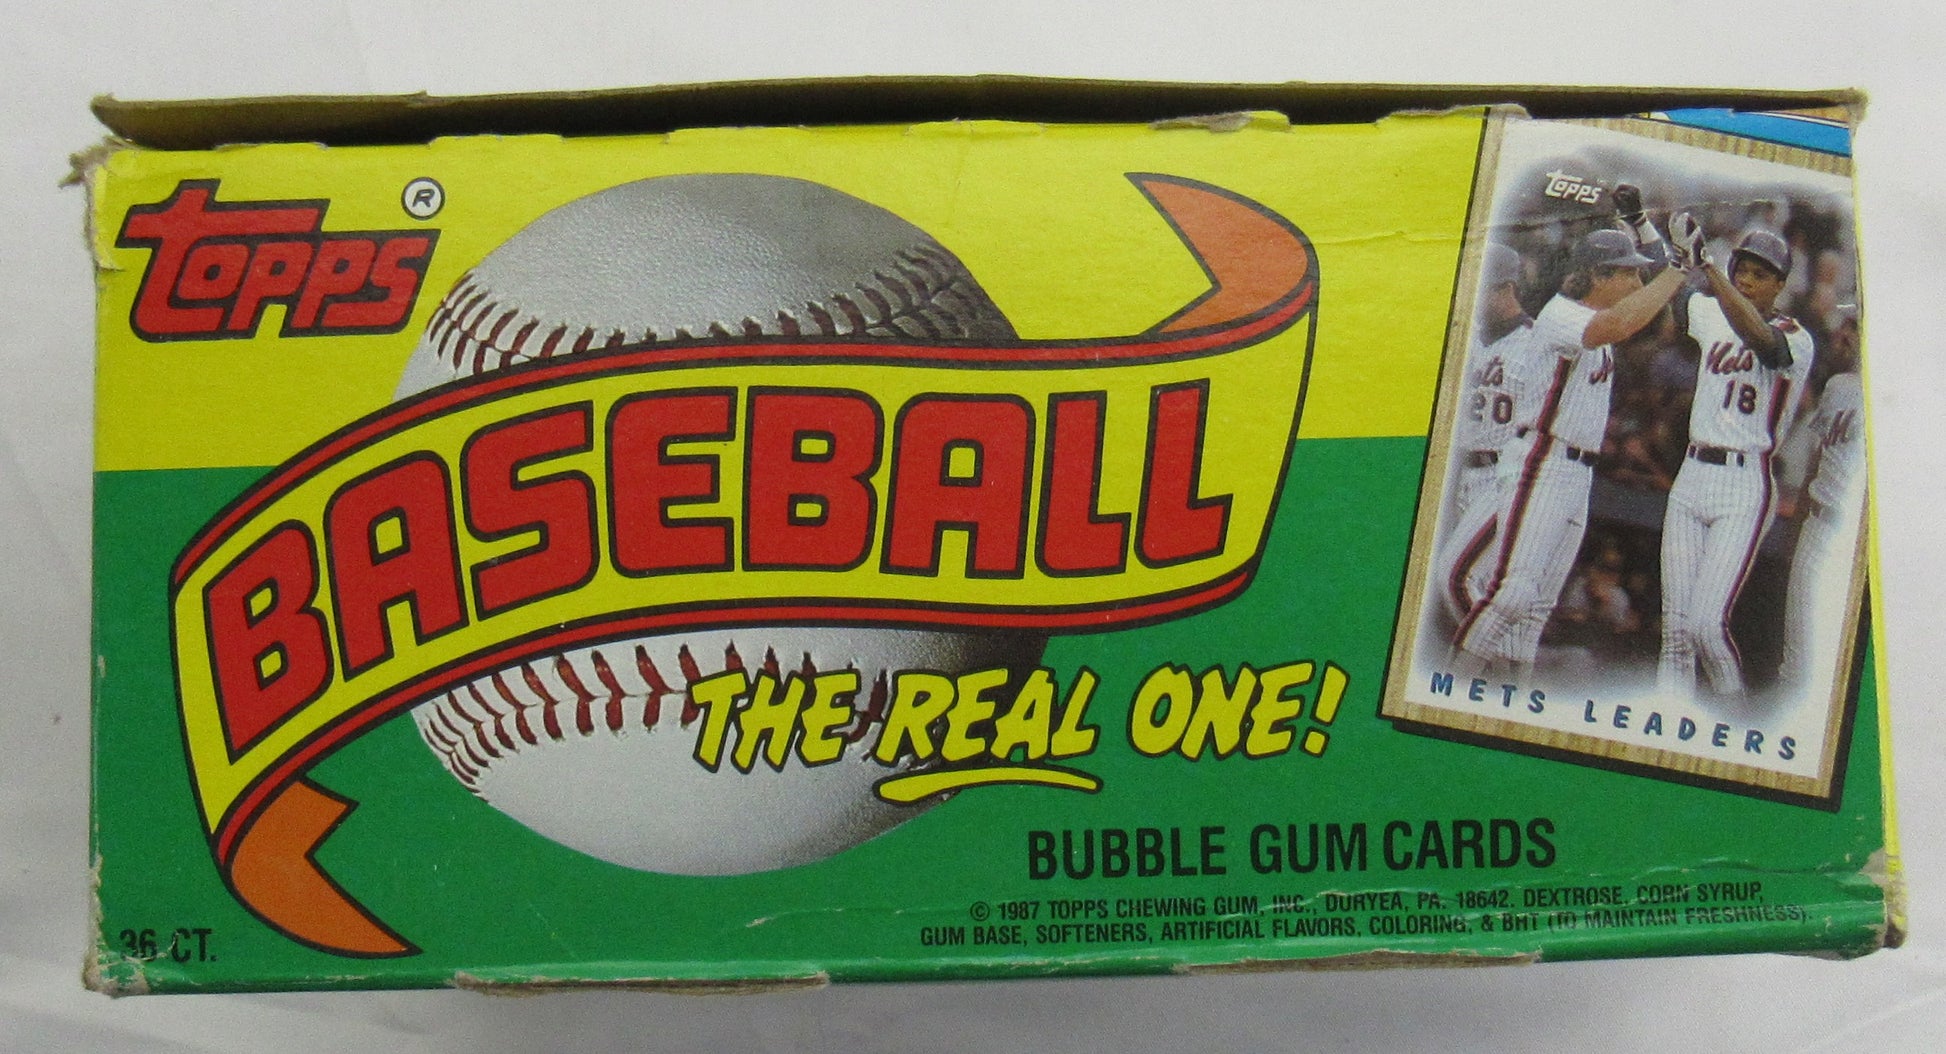 TOPPS ®
BASEBALL
THE REAL ONE!
BUBBLE GUM CARDS
© 1987 TOPPS CHEWING GUM, INC., DURYEA, PA. 18642. DEXTROSE, CORN SYRUP,
GUM BASE, SOFTENERS, ARTIFICIAL FLAVORS, COLORING, & BHT (TO MAINTAIN FRESHNESS).
36 CT.
TOPPS
Mets
18
ets
20
M
METS LEADERS